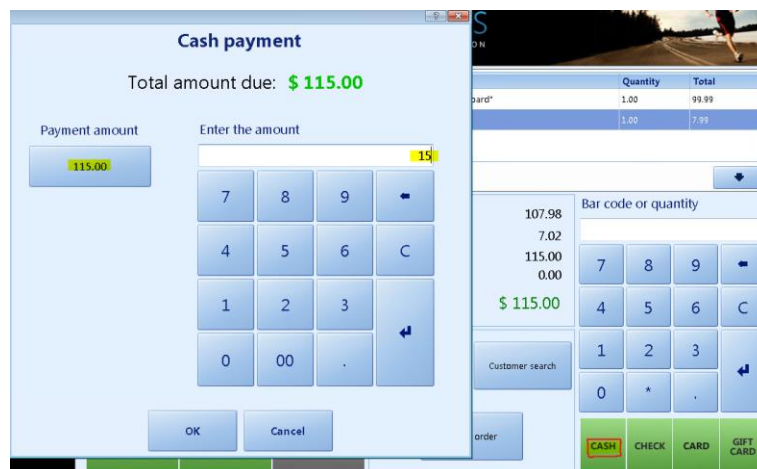 Cash payment
Total amount due: $ 115.00
Payment amount
115.00
Enter the amount
15
7 8 9
4 5 6 C
1 2 3
0 00 .
OK Cancel
S
O N
Quantity Total
oard* 1.00 99.99
1.00 7.99
107.98
7.02
115.00
0.00
$ 115.00
Customer search
order
Bar code or quantity
7 8 9
4 5 6 C
1 2 3
0 * .
CASH CHECK CARD GIFT CARD